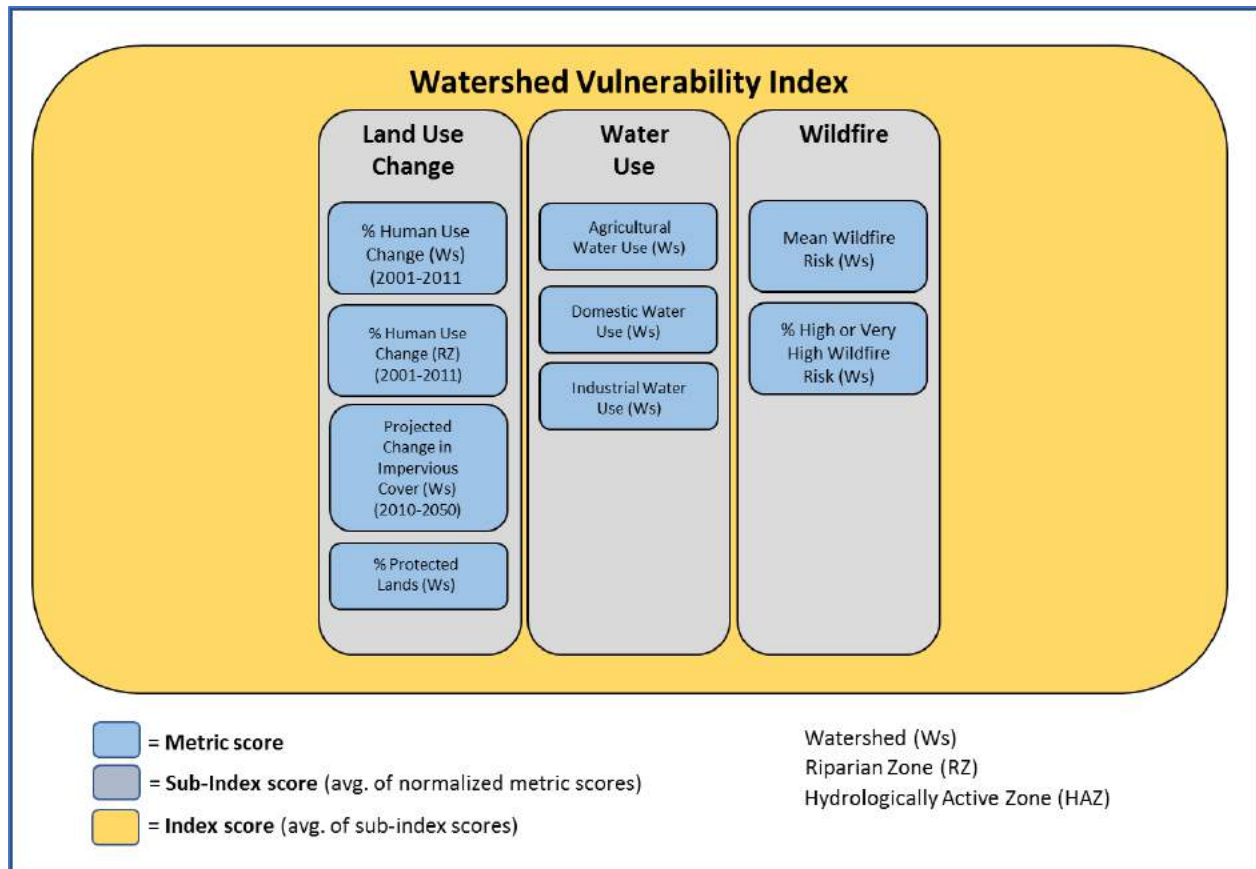 Watershed Vulnerability Index
Land Use
Change
% Human Use
Change (Ws)
(2001-2011
% Human Use
Change (RZ)
(2001-2011)
Projected
Change in
Impervious
Cover (Ws)
(2010-2050)
% Protected
Lands (Ws)
Water
Use
Agricultural
Water Use (Ws)
Domestic Water
Use (Ws)
Industrial Water
Use (Ws)
Wildfire
Mean Wildfire
Risk (Ws)
% High or Very
High Wildfire
Risk (Ws)
= Metric score
= Sub-Index score (avg. of normalized metric scores)
= Index score (avg. of sub-index scores)
Watershed (Ws)
Riparian Zone (RZ)
Hydrologically Active Zone (HAZ)